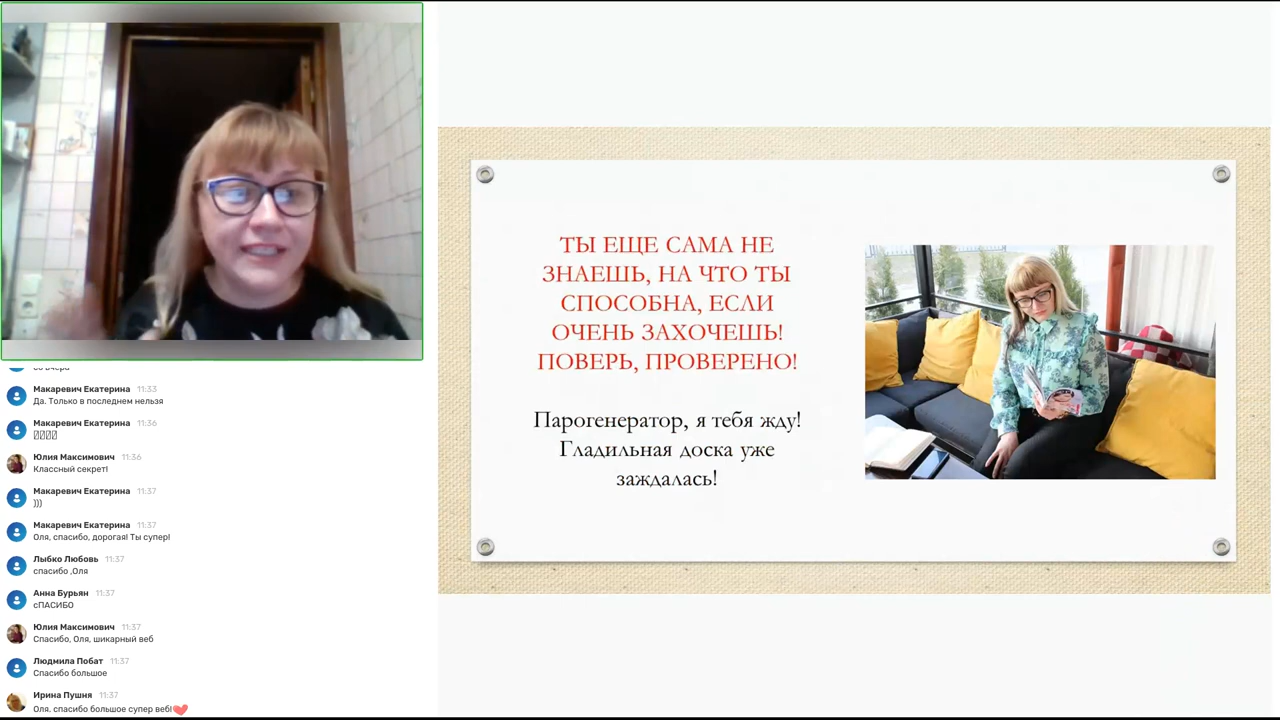 Макаревич Екатерина 11:33
Да. Только в последнем нельзя
Макаревич Екатерина 11:36
Юлия Максимович 11:36
Классный секрет!
Макаревич Екатерина 11:37
)))
Макаревич Екатерина 11:37
Оля, спасибо, дорогая! Ты супер!
Лыбко Любовь 11:37
спасибо ,Оля
Анна Бурьян 11:37
сПАСИБО
Юлия Максимович 11:37
Спасибо, Оля, шикарный веб
Людмила Побат 11:37
Спасибо большое
Ирина Пушня 11:37
Оля. спасибо большое супер веб!❤
ТЫ ЕЩЕ САМА НЕ
ЗНАЕШЬ, НА ЧТО ТЫ
СПОСОБНА, ЕСЛИ
ОЧЕНЬ ЗАХОЧЕШЬ!
ПОВЕРЬ, ПРОВЕРЕНО!
Парогенератор, я тебя жду!
Гладильная доска уже
заждалась!